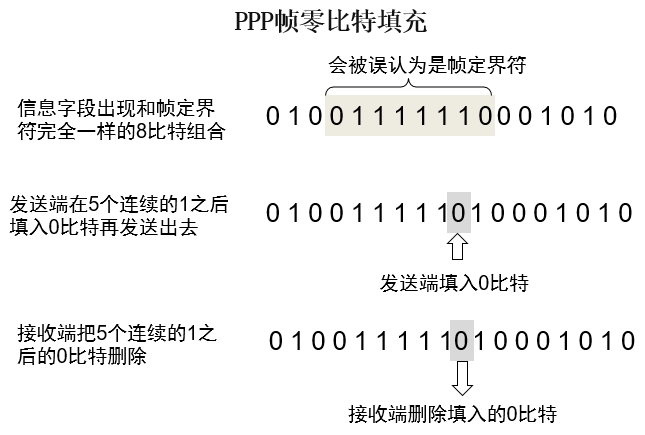 PPP帧零比特填充
会被误认为是帧定界符
信息字段出现和帧定界
符完全一样的8比特组合
0 1 0 0 1 1 1 1 1 1 0 0 0 1 0 1 0
发送端在5个连续的1之后
填入0比特再发送出去
0 1 0 0 1 1 1 1 1 0 1 0 0 0 1 0 1 0
发送端填入0比特
接收端把5个连续的1之
后的0比特删除
0 1 0 0 1 1 1 1 1 0 1 0 0 0 1 0 1 0
接收端删除填入的0比特